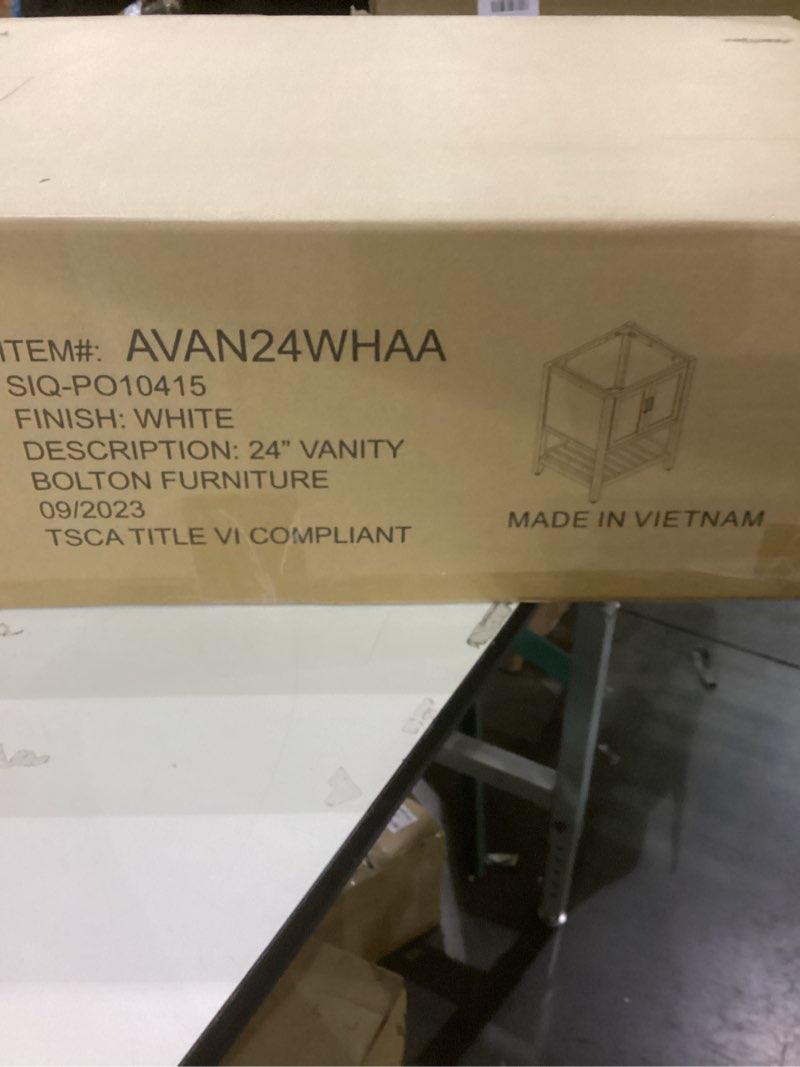 ITEM#: AVAN24WHAA
SIQ-PO10415
FINISH: WHITE
DESCRIPTION: 24” VANITY
BOLTON FURNITURE
09/2023
TSCA TITLE VI COMPLIANT
MADE IN VIETNAM